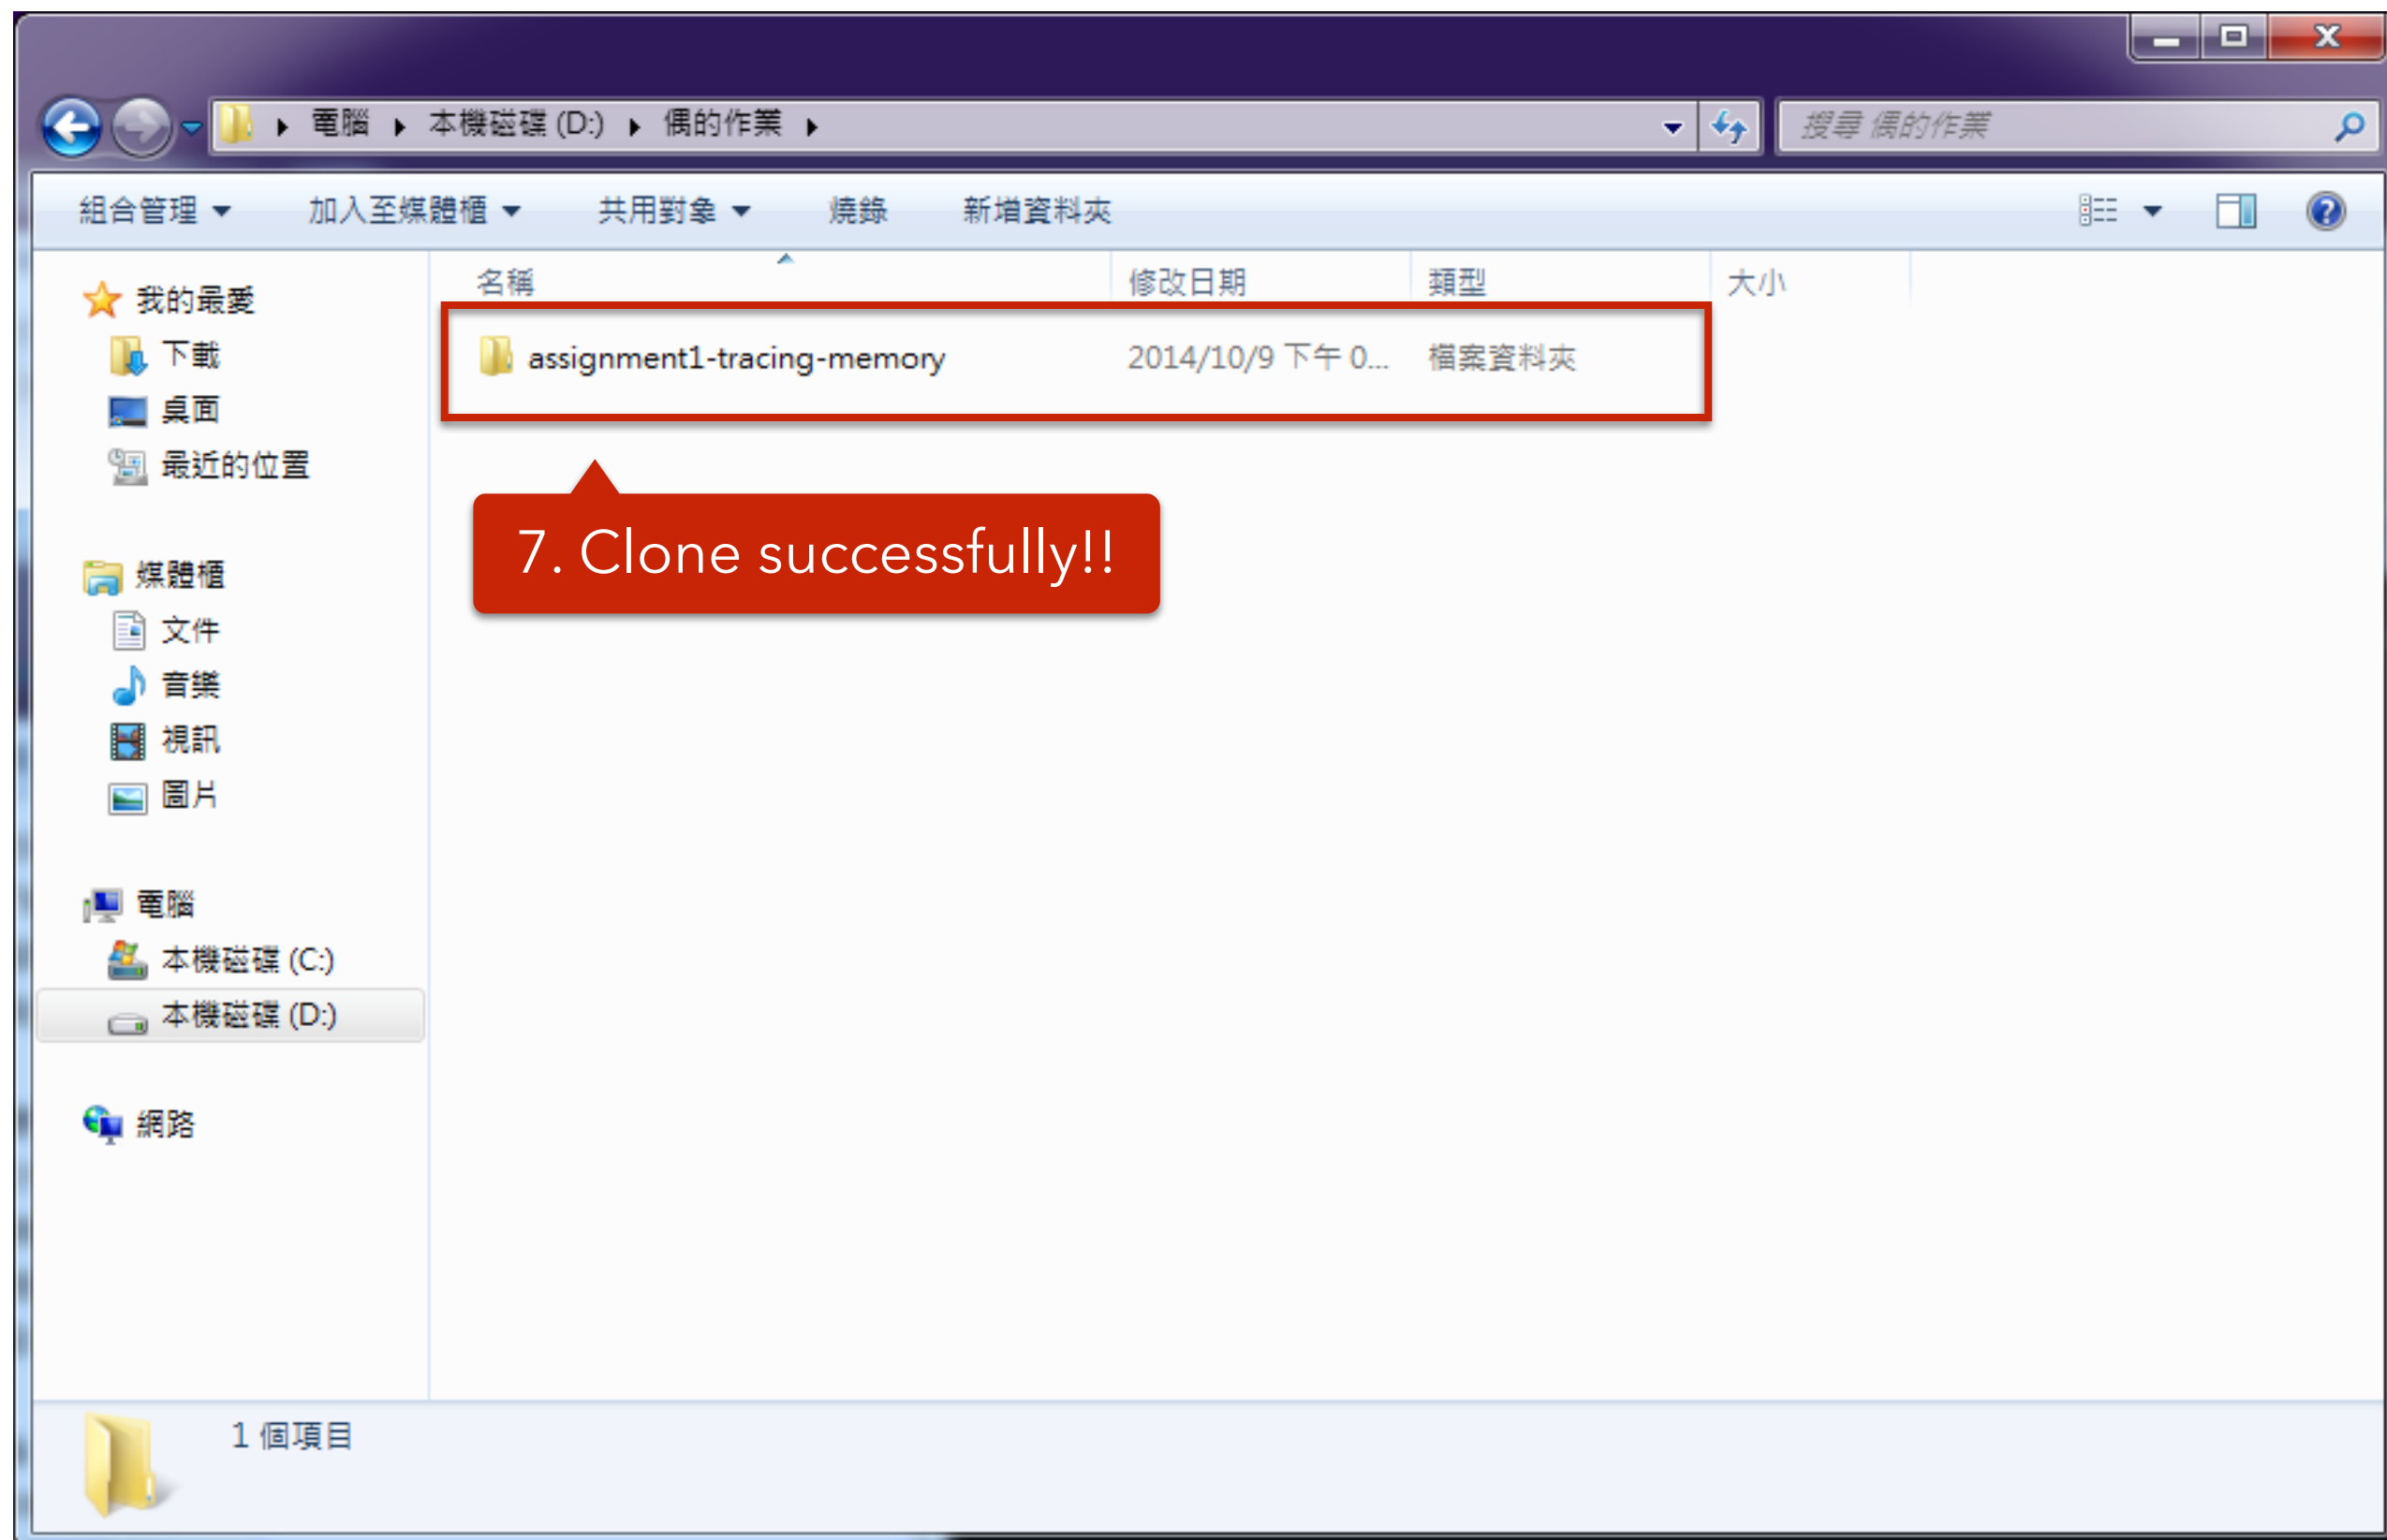 電腦 本機磁碟 (D:) 偶的作業
搜尋 偶的作業
組合管理 加入至媒體櫃 共用對象 燒錄 新增資料夾
名稱 修改日期 類型 大小
assignment1-tracing-memory 2014/10/9 下午 0... 檔案資料夾
7. Clone successfully!!
我的最愛
下載
桌面
最近的位置
媒體櫃
文件
音樂
視訊
圖片
電腦
本機磁碟 (C:)
本機磁碟 (D:)
網路
1 個項目